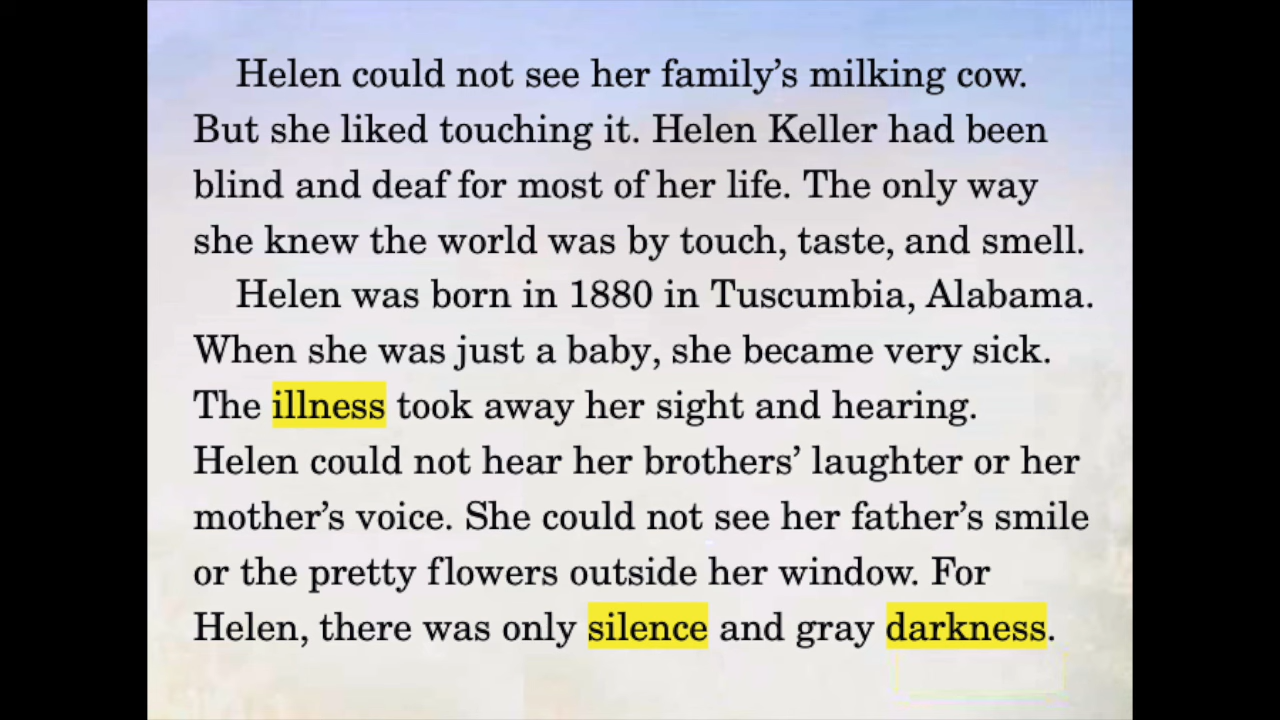 Helen could not see her family’s milking cow.
But she liked touching it. Helen Keller had been
blind and deaf for most of her life. The only way
she knew the world was by touch, taste, and smell.
Helen was born in 1880 in Tuscumbia, Alabama.
When she was just a baby, she became very sick.
The illness took away her sight and hearing.
Helen could not hear her brothers’ laughter or her
mother’s voice. She could not see her father’s smile
or the pretty flowers outside her window. For
Helen, there was only silence and gray darkness.